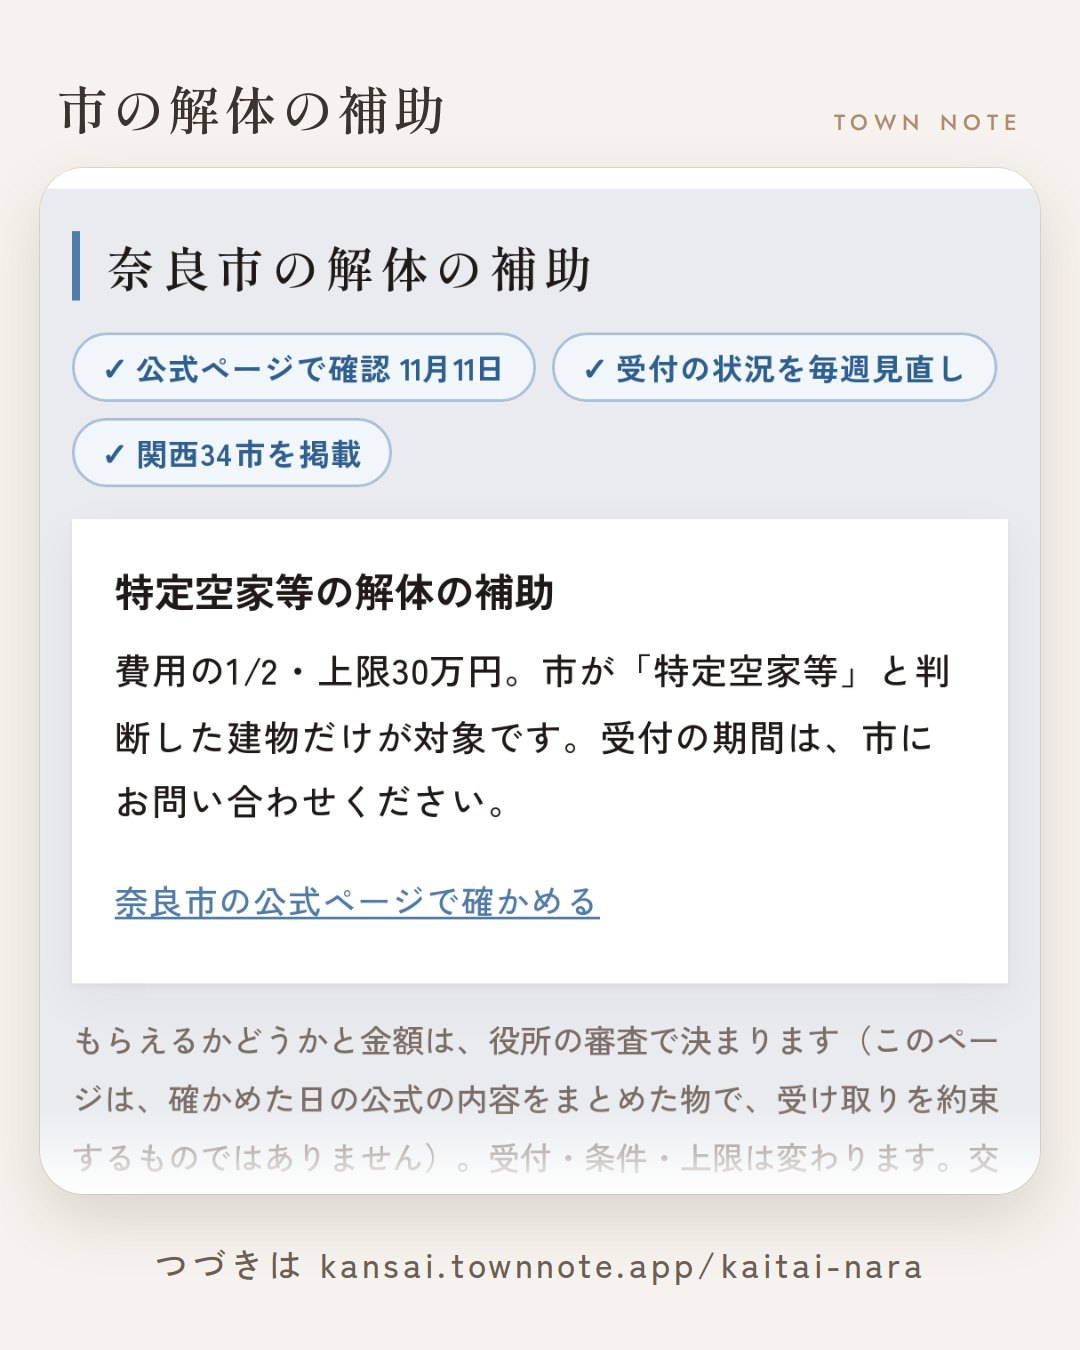 市の解体の補助
TOWN NOTE
奈良市の解体の補助
✓ 公式ページで確認 11月11日
✓ 受付の状況を毎週見直し
✓ 関西34市を掲載
特定空家等の解体の補助
費用の1/2・上限30万円。市が「特定空家等」と判
断した建物だけが対象です。受付の期間は、市に
お問い合わせください。
奈良市の公式ページで確かめる
もらえるかどうかと金額は、役所の審査で決まります（このペー
ジは、確かめた日の公式の内容をまとめた物で、受け取りを約束
するものではありません）。受付・条件・上限は変わります。交
つづきは kansai.townnote.app/kaitai-nara